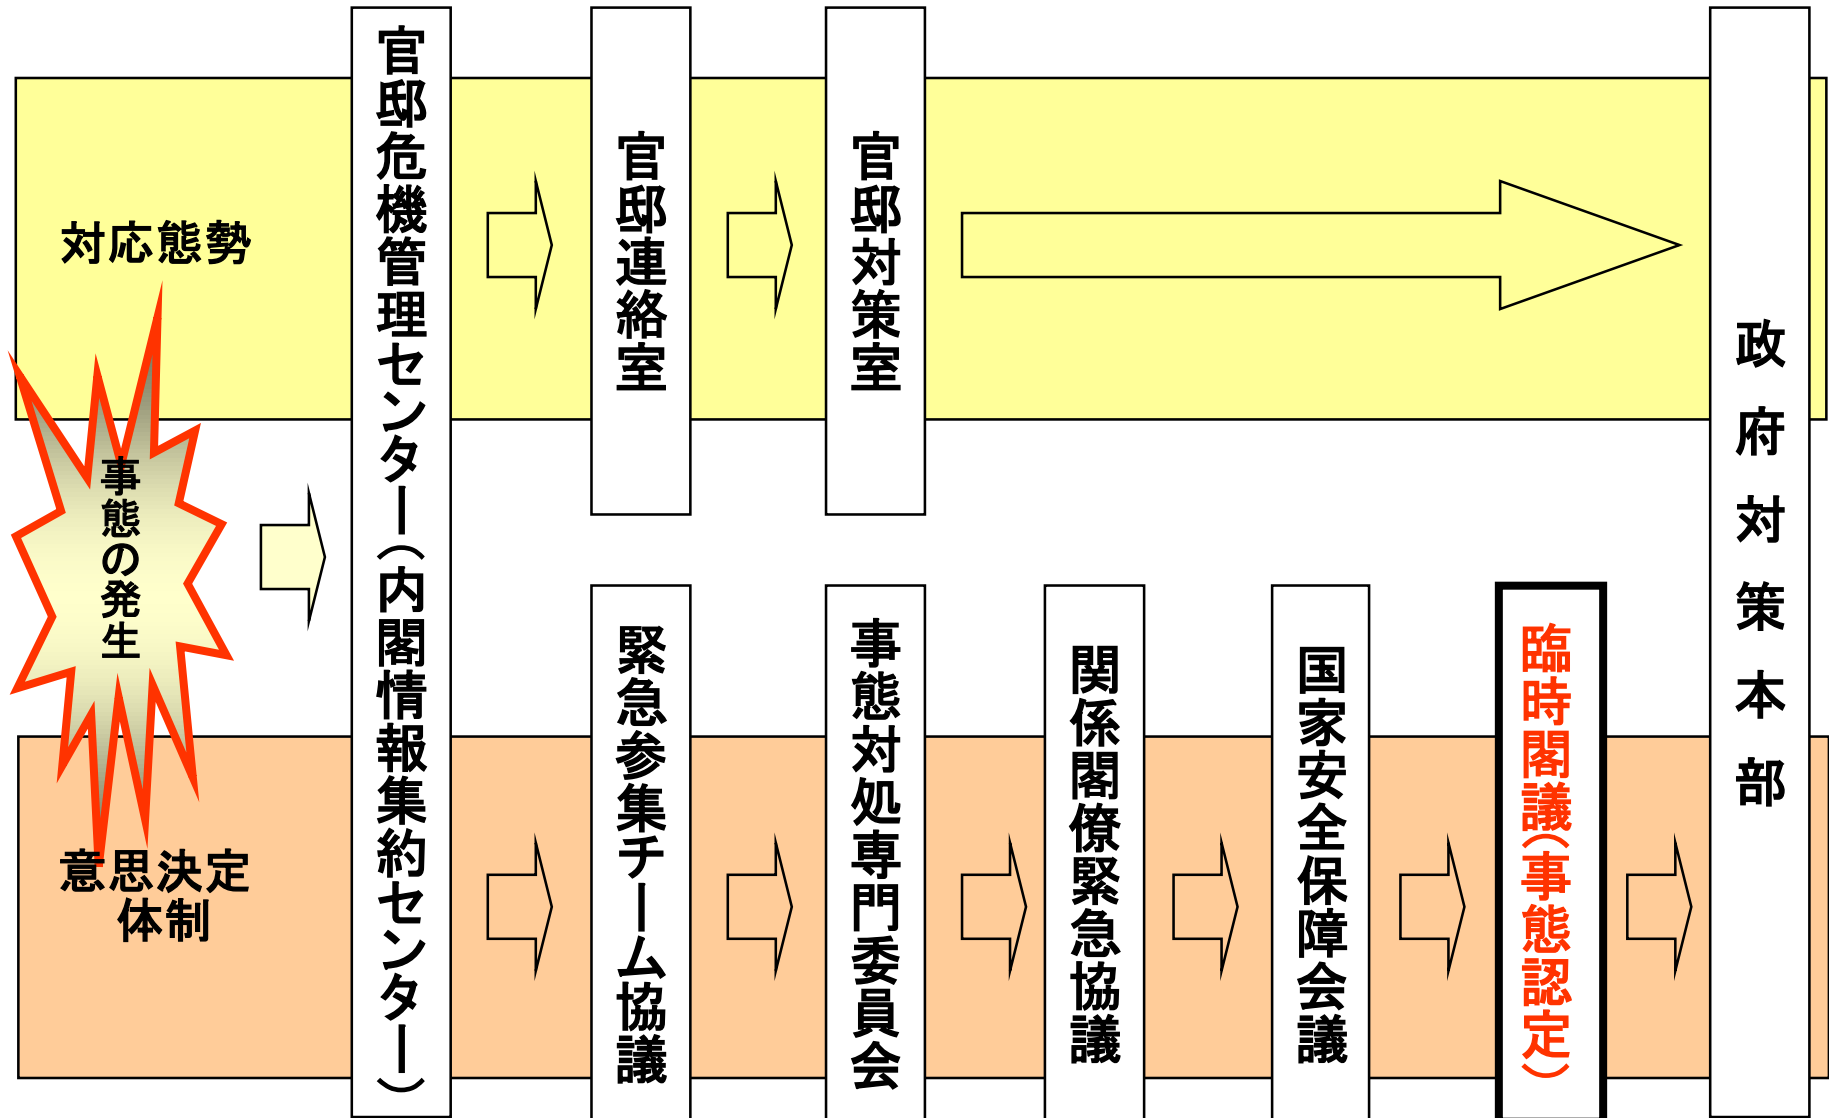 対応態勢
事態の発生
意思決定
体制
官邸危機管理センター（内閣情報集約センター）
官邸連絡室
官邸対策室
緊急参集チーム協議
事態対処専門委員会
関係閣僚緊急協議
国家安全保障会議
臨時閣議（事態認定）
政府対策本部